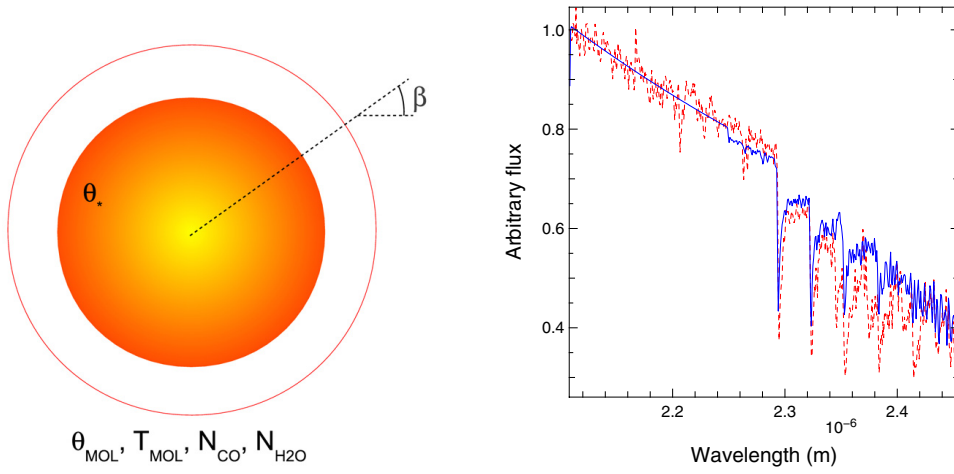 β
θ*
θMOL, TMOL, NCO, NH2O
1.0
0.8
0.6
0.4
Arbitrary flux
2.2 2.3 2.4
10-6
Wavelength (m)